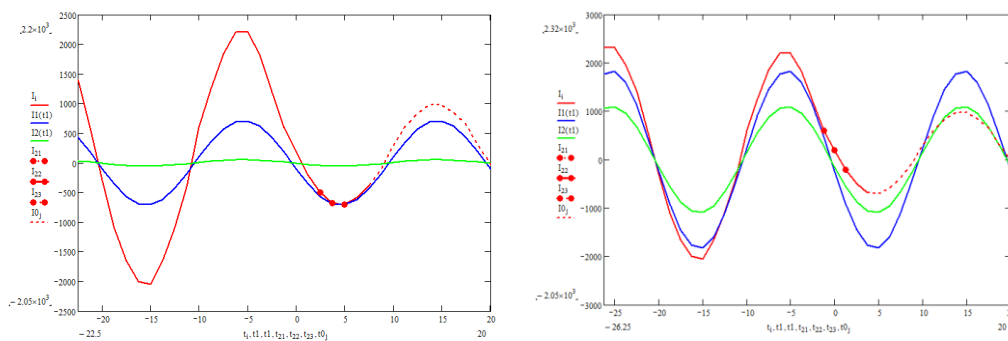 2.2×10³
2500
2000
1500
1000
500
0
−500
−1000
−1500
−2000
−2500
I_i
I1(t1)
I2(t1)
I_21
I_22
I_23
I0_j
−2.05×10³
−20 −15 −10 −5 0 5 10 15 20
−22.5 20
t_i, t1, t1, t_21, t_22, t_23, t0_j
2.32×10³
3000
2000
1000
0
−1000
−2000
−3000
I_i
I1(t1)
I2(t1)
I_21
I_22
I_23
I0_j
−2.05×10³
−25 −20 −15 −10 −5 0 5 10 15 20
−26.25 20
t_i, t1, t1, t_21, t_22, t_23, t0_j